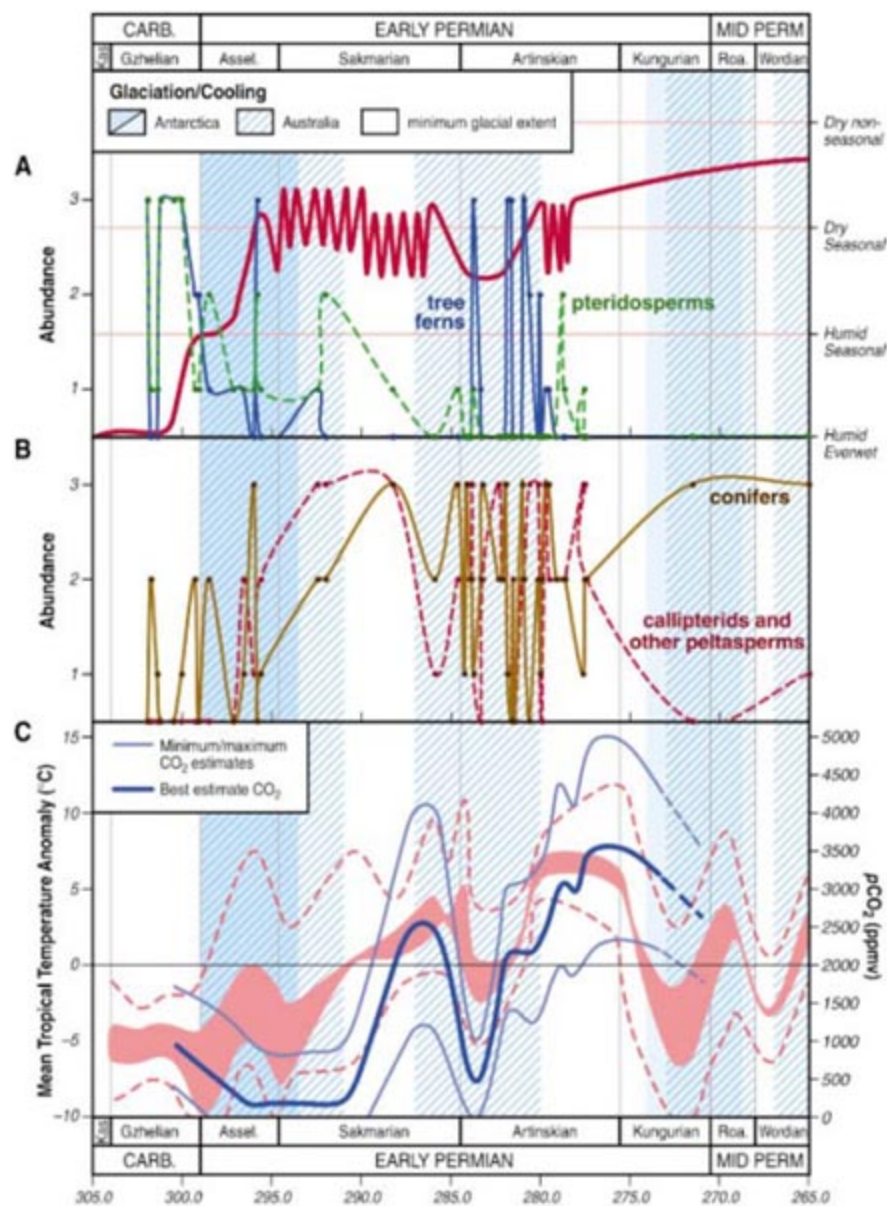 CARB. EARLY PERMIAN MID PERM
Kas Gzhelian Assel. Sakmarian Artinskian Kungurian Roa. Wordian
Glaciation/Cooling
Antarctica Australia minimum glacial extent
Dry non-
seasonal
A
3
Dry
Seasonal
Abundance
2
tree
ferns
pteridosperms
Humid
Seasonal
1
Humid
Everwet
B
3
conifers
Abundance
2
callipterids and
other peltasperms
1
C
15
Minimum/maximum
CO2 estimates
Best estimate CO2
5000
4500
10
4000
3500
5
3000
Mean Tropical Temperature Anomaly (°C)
pCO2 (ppmv)
2500
0
2000
1500
-5
1000
500
-10
0
Kas Gzhelian Assel. Sakmarian Artinskian Kungurian Roa. Wordian
CARB. EARLY PERMIAN MID PERM
305.0 300.0 295.0 290.0 285.0 280.0 275.0 270.0 265.0